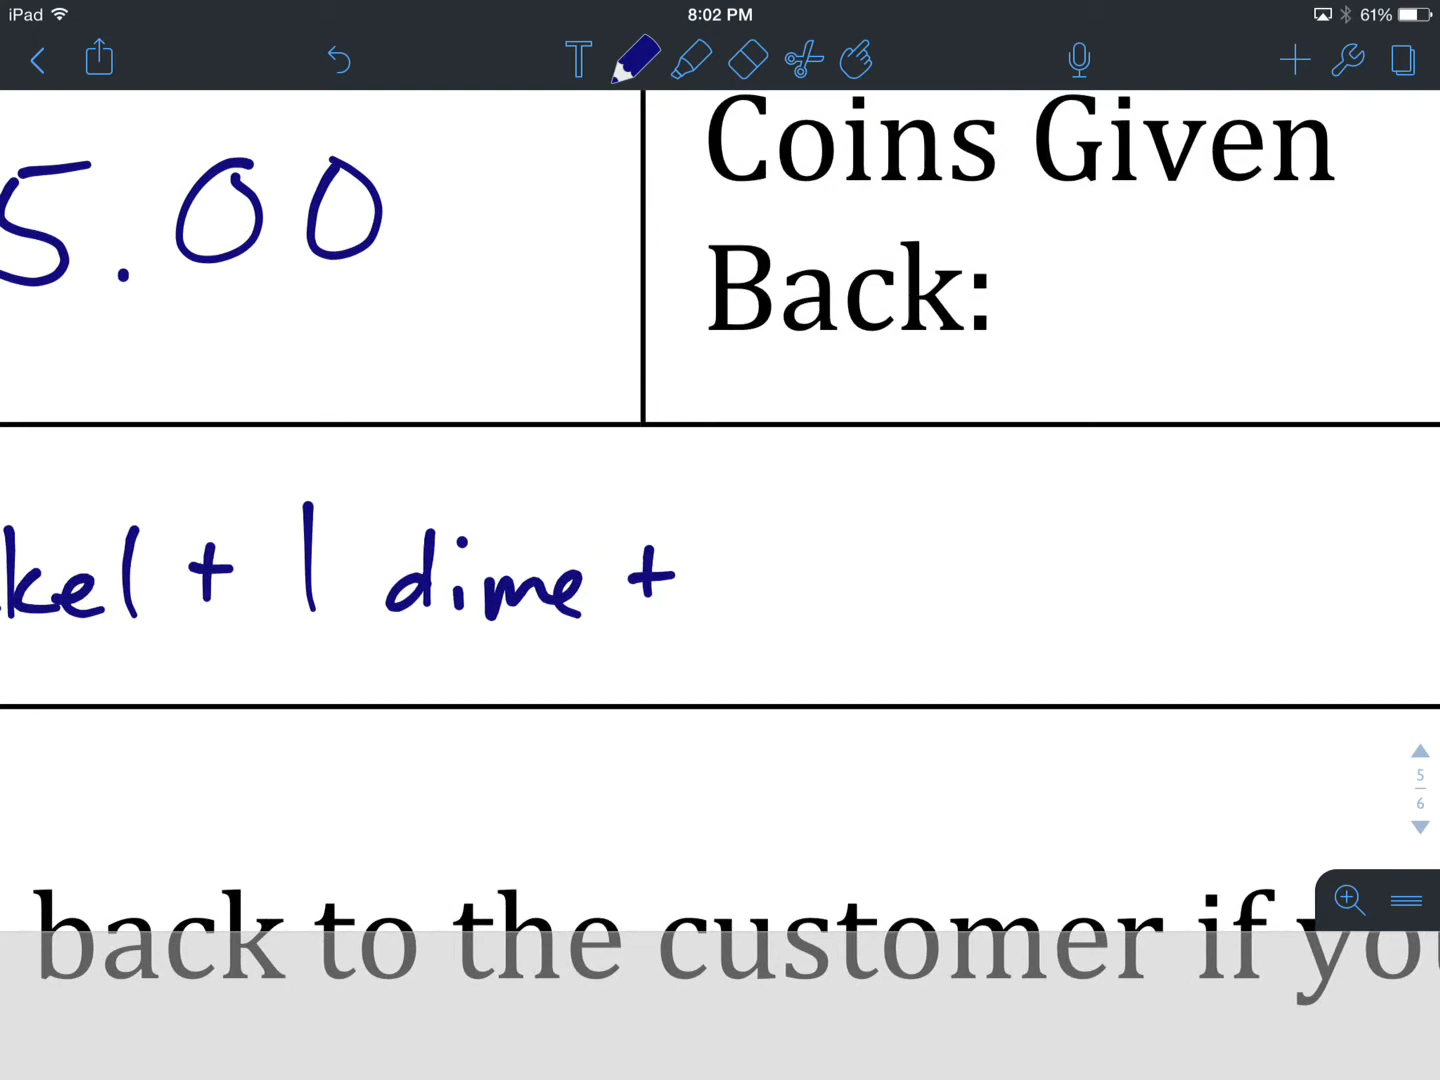 iPad 8:02 PM 61%
T
5.00
Coins Given
Back:
kel + 1 dime +
5
6
back to the customer if you